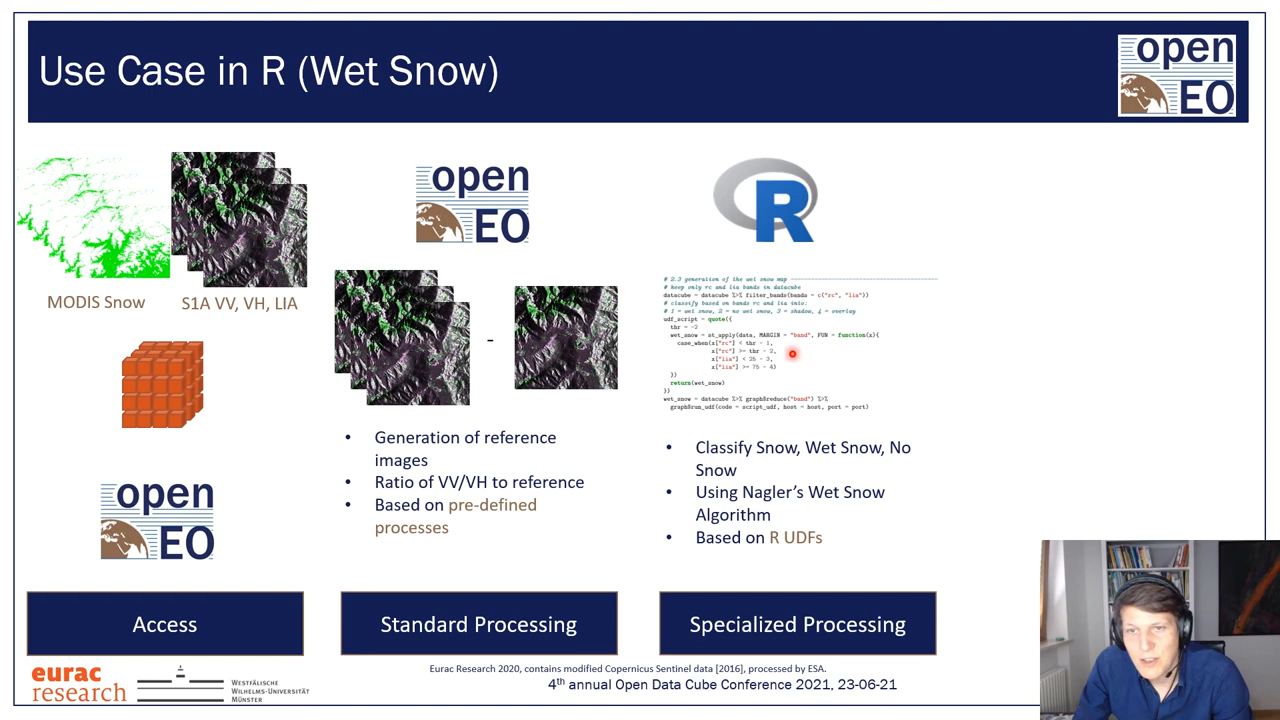 Use Case in R (Wet Snow)
open
EO
MODIS Snow
S1A VV, VH, LIA
open
EO
Access
open
EO
-
• Generation of reference
images
• Ratio of VV/VH to reference
• Based on pre-defined
processes
Standard Processing
R
# 2.3 generation of the wet snow map
# keep only rc and lia bands in datacube
datacube = datacube %>% filter_bands(bands = c("rc", "lia"))
# classify based on bands rc and lia into:
# 1 = wet snow, 2 = no wet snow, 3 = shadow, 4 = overlay
udf_script = quote({
thr = -2
wet_snow = st_apply(data, MARGIN = "band", FUN = function(x){
case_when(x["rc"] < thr ~ 1,
x["rc"] >= thr ~ 2,
x["lia"] < 25 ~ 3,
x["lia"] >= 75 ~ 4)
})
return(wet_snow)
})
wet_snow = datacube %>% graph$reduce("band") %>%
graph$run_udf(code = script_udf, host = host, port = port)
• Classify Snow, Wet Snow, No
Snow
• Using Nagler's Wet Snow
Algorithm
• Based on R UDFs
Specialized Processing
eurac
research
WESTFÄLISCHE
WILHELMS-UNIVERSITÄT
MÜNSTER
Eurac Research 2020, contains modified Copernicus Sentinel data [2016], processed by ESA.
4th annual Open Data Cube Conference 2021, 23-06-21